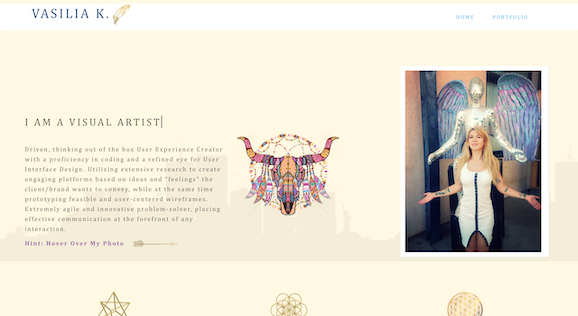 VASILIA K.
HOME PORTFOLIO
I AM A VISUAL ARTIST
Driven, thinking out of the box User Experience Creator
with a proficiency in coding and a refined eye for User
Interface Design. Utilizing extensive research to create
engaging platforms based on ideas and "feelings" the
client/brand wants to convey, while at the same time
prototyping feasible and user-centered wireframes.
Extremely agile and innovative problem-solver, placing
effective communication at the forefront of any
interaction.
Hint: Hover Over My Photo